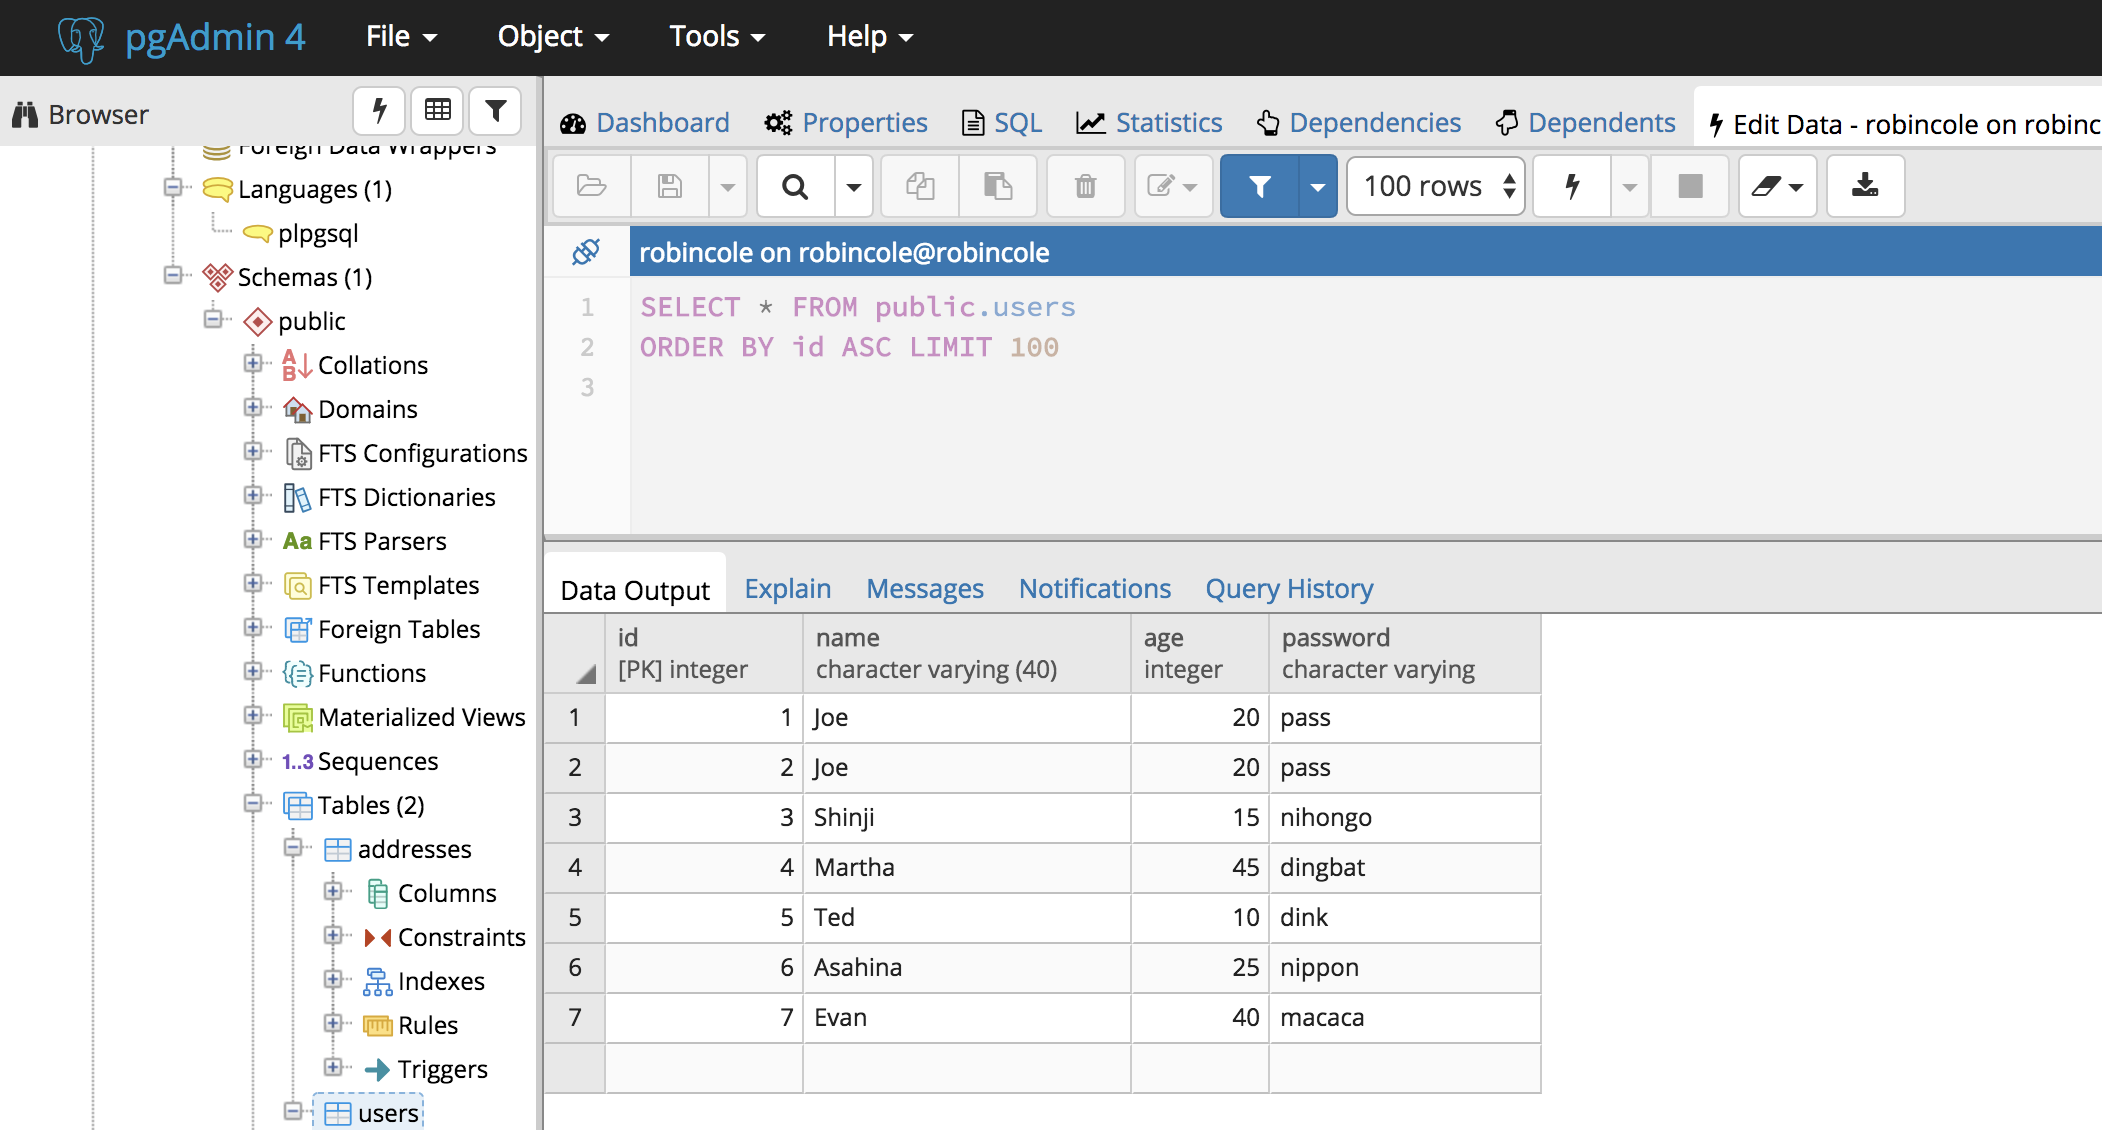 pgAdmin 4 File Object Tools Help
Browser
Foreign Data Wrappers
Languages (1)
plpgsql
Schemas (1)
public
Collations
Domains
FTS Configurations
FTS Dictionaries
Aa FTS Parsers
FTS Templates
Foreign Tables
Functions
Materialized Views
1..3 Sequences
Tables (2)
addresses
Columns
Constraints
Indexes
Rules
Triggers
users
Dashboard Properties SQL Statistics Dependencies Dependents Edit Data - robincole on robinc
100 rows
robincole on robincole@robincole
1 SELECT * FROM public.users
2 ORDER BY id ASC LIMIT 100
3
Data Output Explain Messages Notifications Query History
id name age password
[PK] integer character varying (40) integer character varying
1 1 Joe 20 pass
2 2 Joe 20 pass
3 3 Shinji 15 nihongo
4 4 Martha 45 dingbat
5 5 Ted 10 dink
6 6 Asahina 25 nippon
7 7 Evan 40 macaca